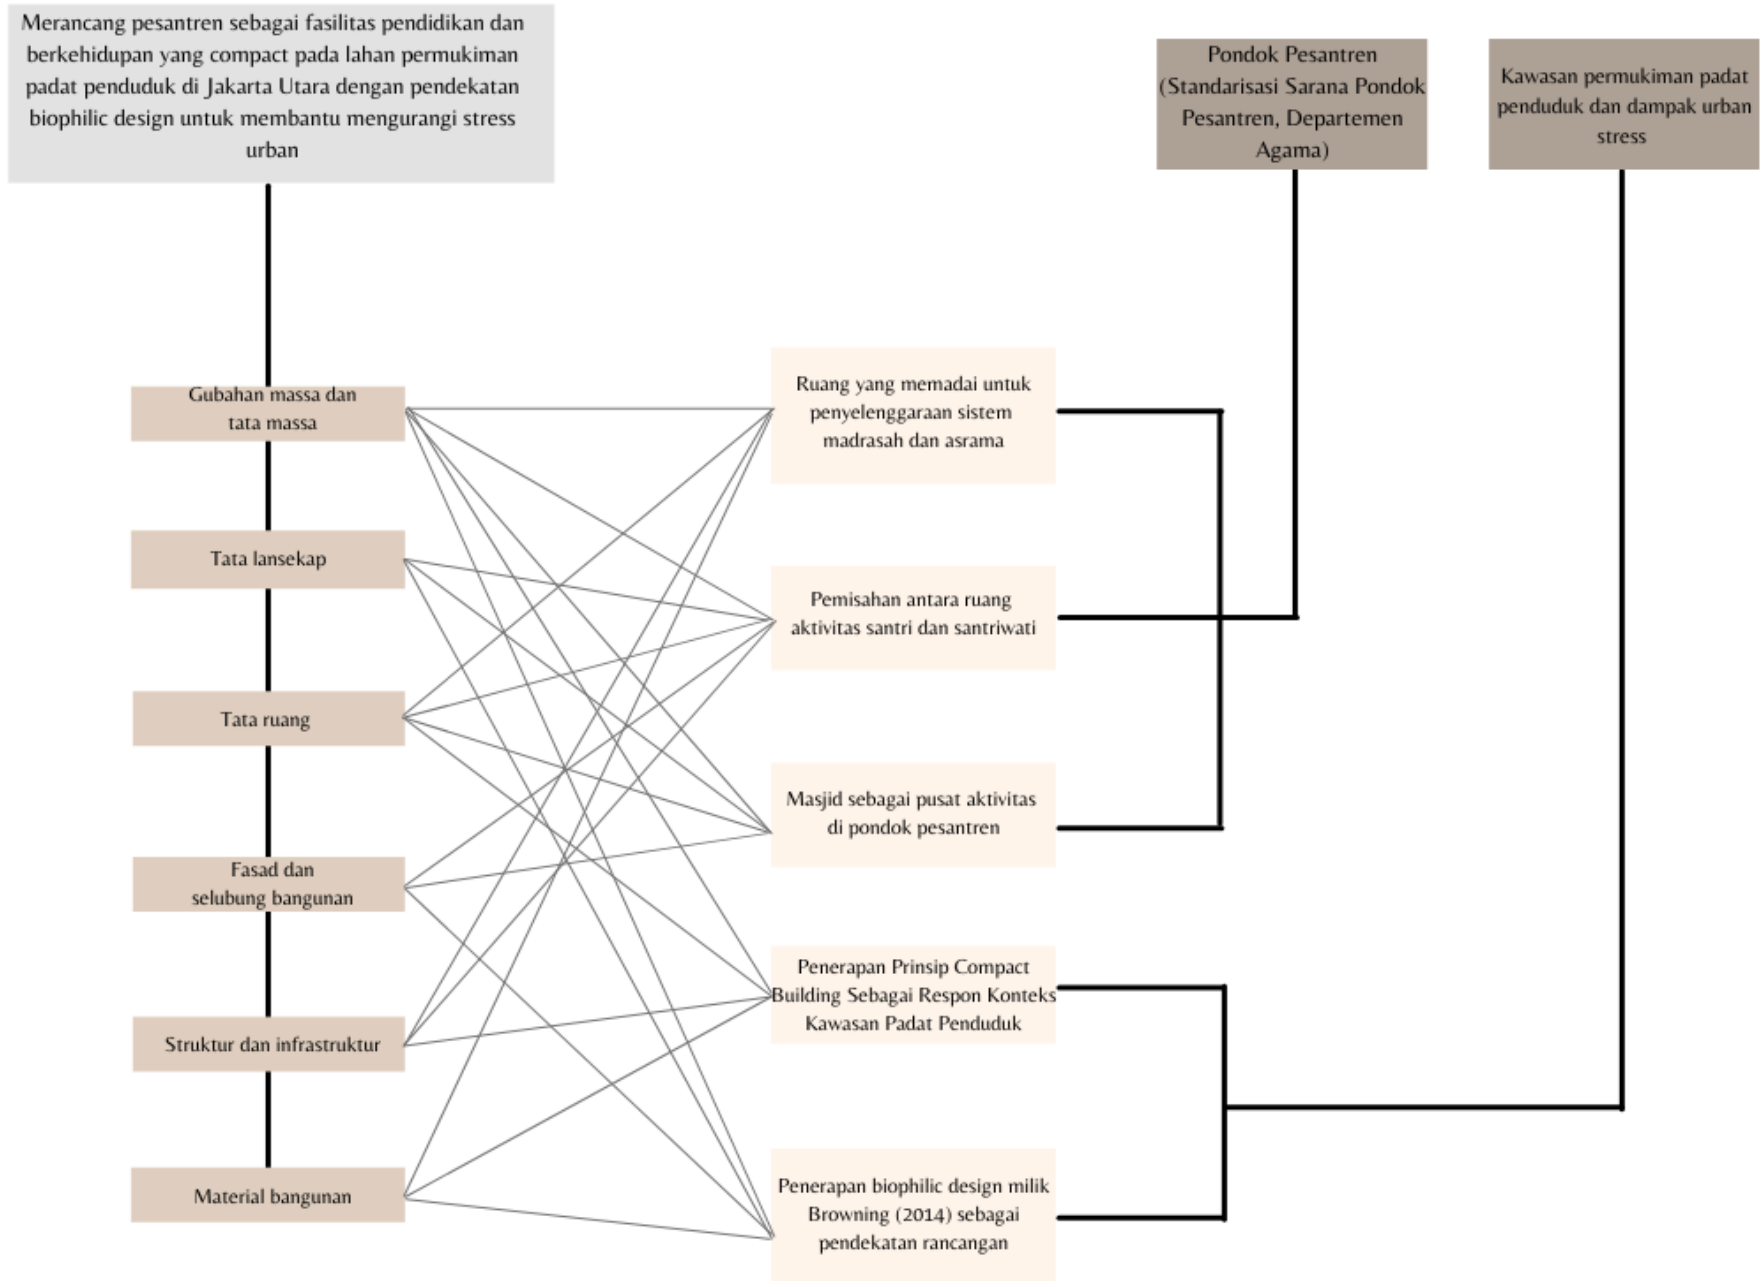 Merancang pesantren sebagai fasilitas pendidikan dan
berkehidupan yang compact pada lahan permukiman
padat penduduk di Jakarta Utara dengan pendekatan
biophilic design untuk membantu mengurangi stress
urban
Pondok Pesantren
(Standarisasi Sarana Pondok
Pesantren, Departemen
Agama)
Kawasan permukiman padat
penduduk dan dampak urban
stress
Gubahan massa dan
tata massa
Tata lansekap
Tata ruang
Fasad dan
selubung bangunan
Struktur dan infrastruktur
Material bangunan
Ruang yang memadai untuk
penyelenggaraan sistem
madrasah dan asrama
Pemisahan antara ruang
aktivitas santri dan santriwati
Masjid sebagai pusat aktivitas
di pondok pesantren
Penerapan Prinsip Compact
Building Sebagai Respon Konteks
Kawasan Padat Penduduk
Penerapan biophilic design milik
Browning (2014) sebagai
pendekatan rancangan